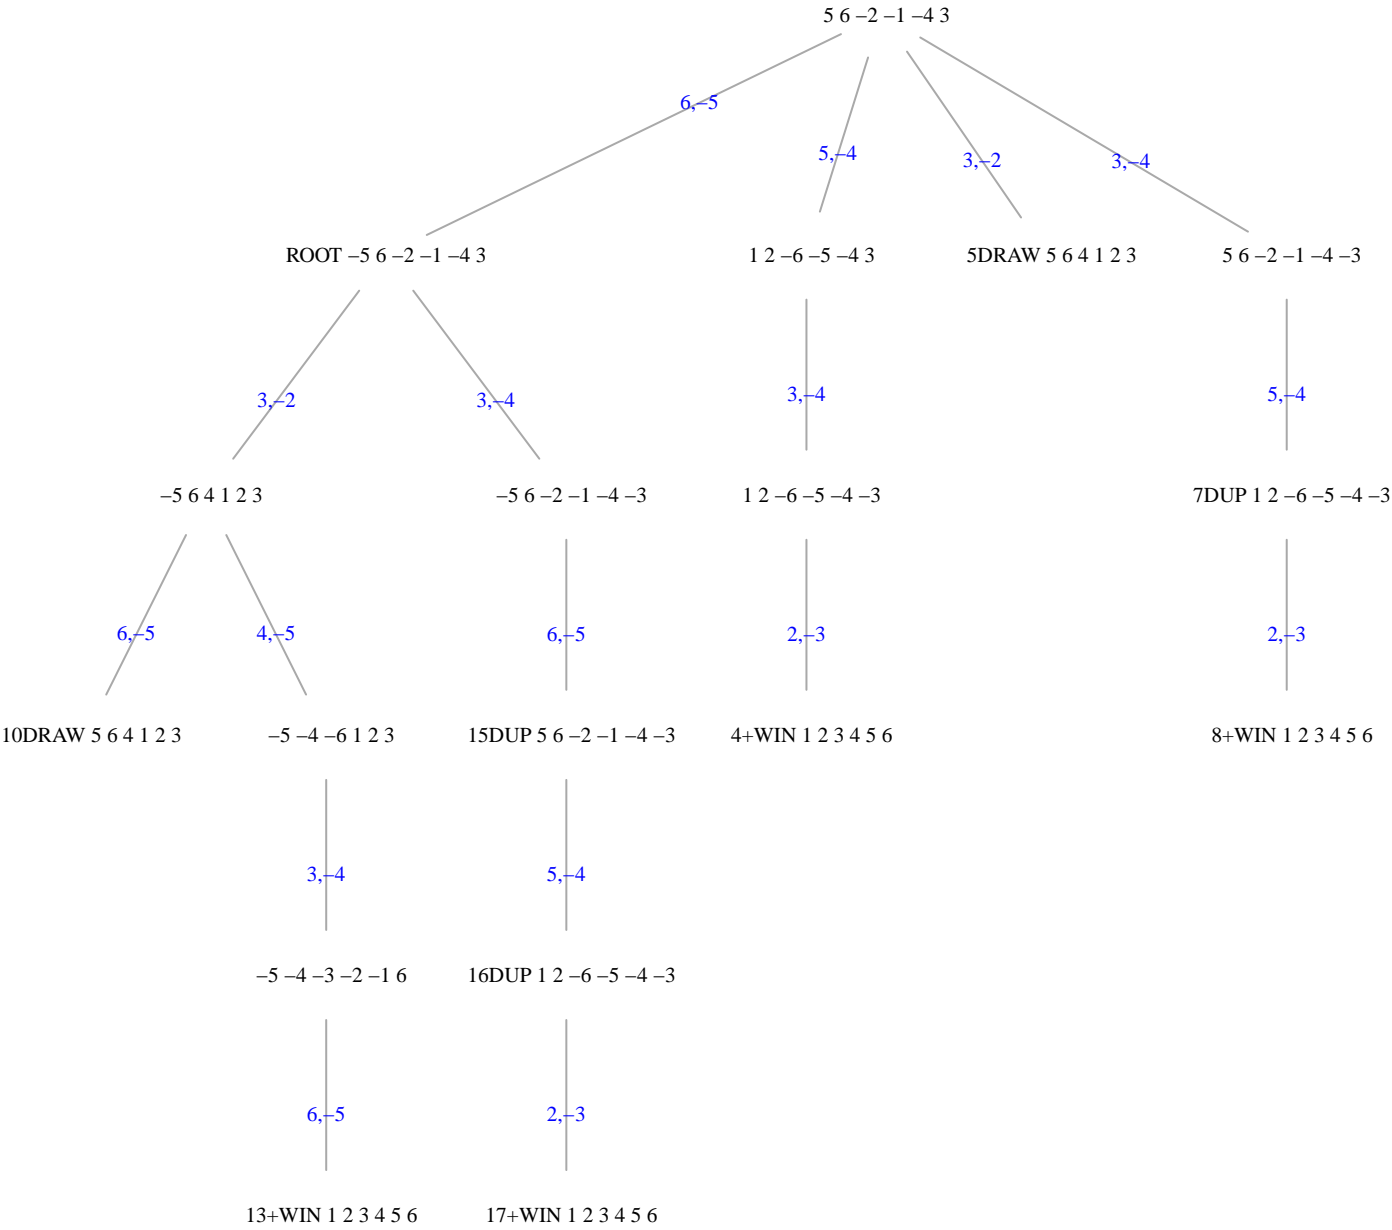 5 6 −2 −1 −4 3
6,−5
5,−4
3,−2
3,−4
ROOT −5 6 −2 −1 −4 3
1 2 −6 −5 −4 3
5DRAW 5 6 4 1 2 3
5 6 −2 −1 −4 −3
3,−2
3,−4
3,−4
5,−4
−5 6 4 1 2 3
−5 6 −2 −1 −4 −3
1 2 −6 −5 −4 −3
7DUP 1 2 −6 −5 −4 −3
6,−5
4,−5
6,−5
2,−3
2,−3
10DRAW 5 6 4 1 2 3
−5 −4 −6 1 2 3
15DUP 5 6 −2 −1 −4 −3
4+WIN 1 2 3 4 5 6
8+WIN 1 2 3 4 5 6
3,−4
5,−4
−5 −4 −3 −2 −1 6
16DUP 1 2 −6 −5 −4 −3
6,−5
2,−3
13+WIN 1 2 3 4 5 6
17+WIN 1 2 3 4 5 6